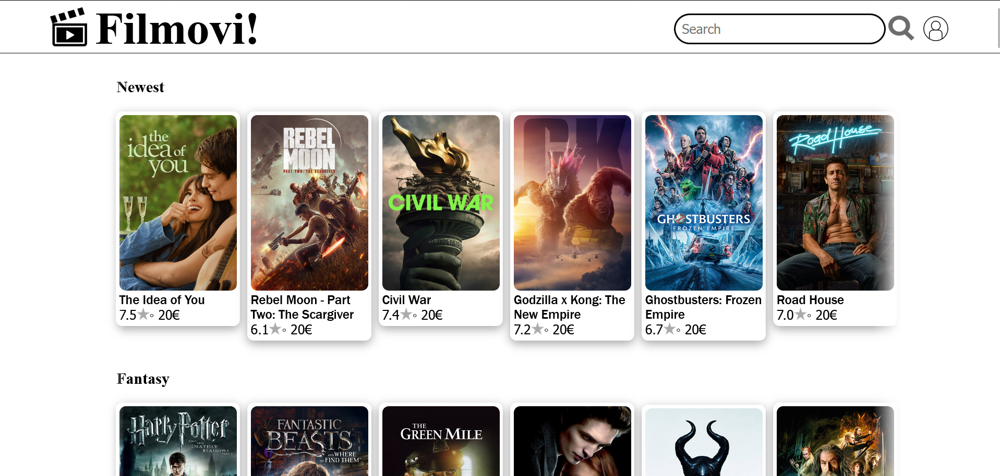 Filmovi!
Search
Newest
the
idea of
you
REBEL
MOON
PART TWO: THE SCARGIVER
CIVIL WAR
GK
GHOSTBUSTERS
FROZEN EMPIRE
Road House
The Idea of You
7.5★◦ 20€
Rebel Moon - Part
Two: The Scargiver
6.1★◦ 20€
Civil War
7.4★◦ 20€
Godzilla x Kong: The
New Empire
7.2★◦ 20€
Ghostbusters: Frozen
Empire
6.7★◦ 20€
Road House
7.0★◦ 20€
Fantasy
Harry Potter
AND THE
DEATHLY
HALLOWS
FANTASTIC
BEASTS
AND WHERE
TO FIND THEM
THE
GREEN MILE